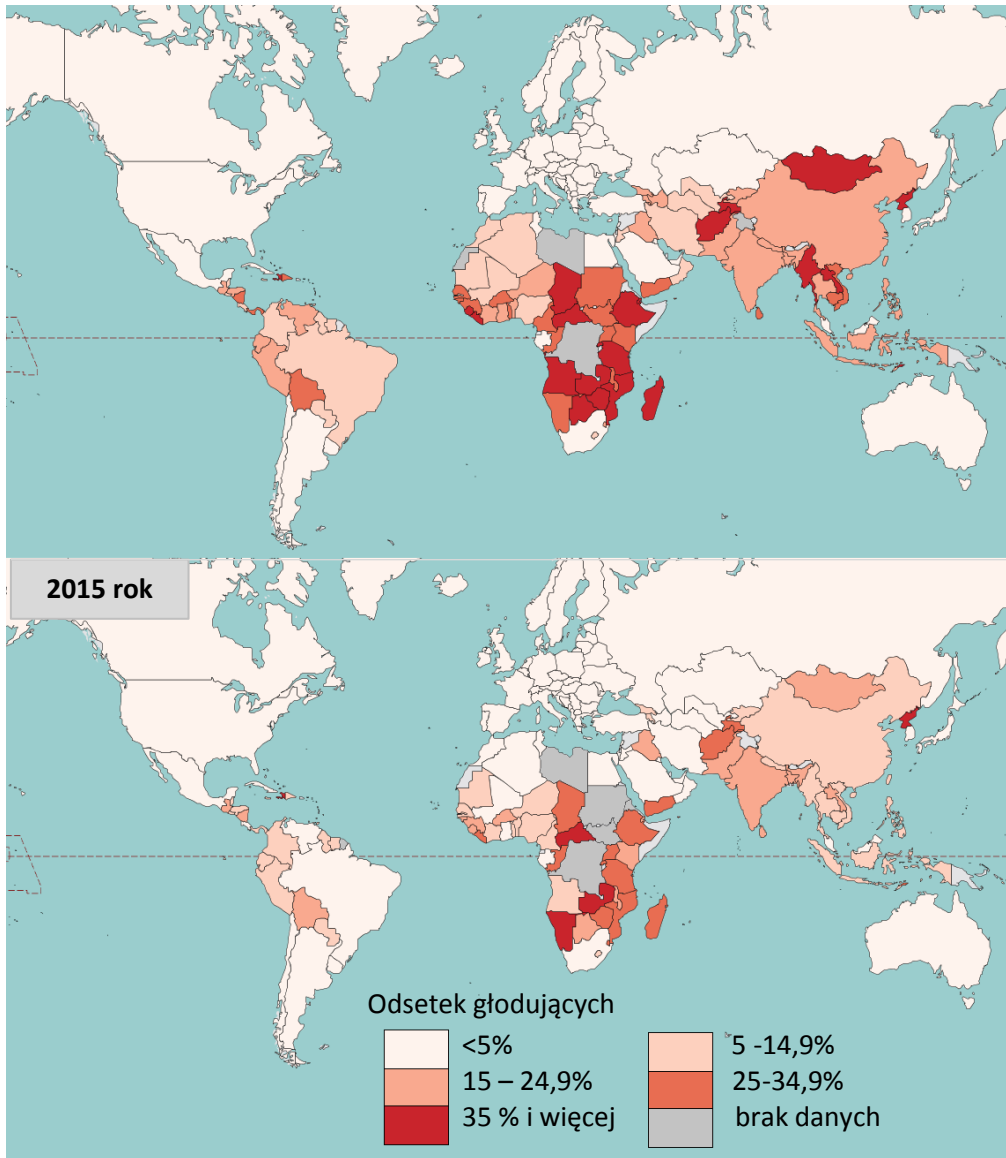 2015 rok
Odsetek głodujących
<5%
5 -14,9%
15 – 24,9%
25-34,9%
35 % i więcej
brak danych